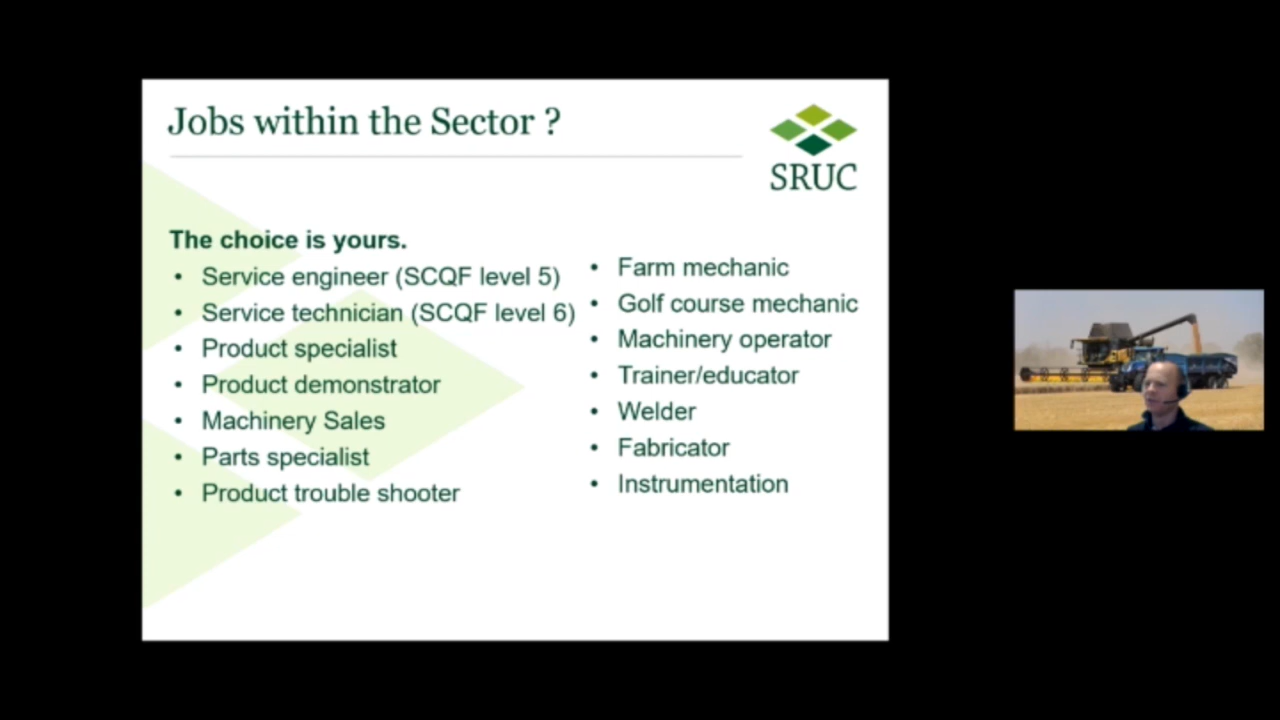 Jobs within the Sector ?
SRUC
The choice is yours.
• Service engineer (SCQF level 5)
• Service technician (SCQF level 6)
• Product specialist
• Product demonstrator
• Machinery Sales
• Parts specialist
• Product trouble shooter
• Farm mechanic
• Golf course mechanic
• Machinery operator
• Trainer/educator
• Welder
• Fabricator
• Instrumentation